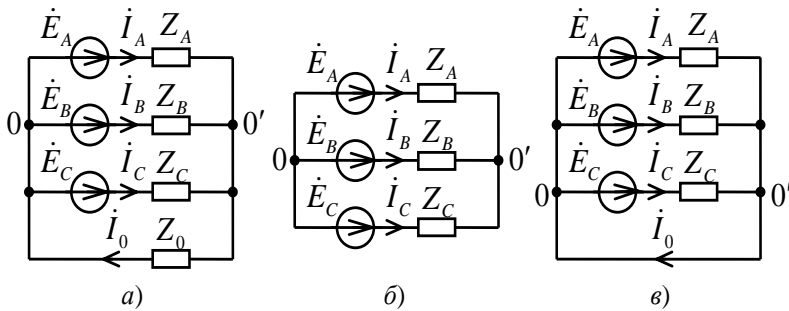 Ė_A İ_A Z_A
Ė_B İ_B Z_B
0 0′
Ė_C İ_C Z_C
İ_0 Z_0
а)
Ė_A İ_A Z_A
Ė_B İ_B Z_B
0 0′
Ė_C İ_C Z_C
б)
Ė_A İ_A Z_A
Ė_B İ_B Z_B
Ė_C İ_C Z_C
0 0′
İ_0
в)